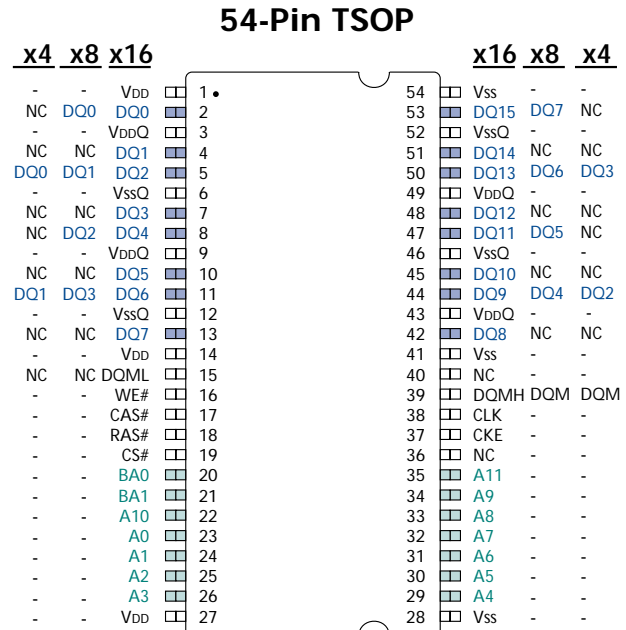 54-Pin TSOP
x4 x8 x16 x16 x8 x4
- - VDD 1 54 Vss - -
NC DQ0 DQ0 2 53 DQ15 DQ7 NC
- - VDDQ 3 52 VssQ - -
NC NC DQ1 4 51 DQ14 NC NC
DQ0 DQ1 DQ2 5 50 DQ13 DQ6 DQ3
- - VssQ 6 49 VDDQ - -
NC NC DQ3 7 48 DQ12 NC NC
NC DQ2 DQ4 8 47 DQ11 DQ5 NC
- - VDDQ 9 46 VssQ - -
NC NC DQ5 10 45 DQ10 NC NC
DQ1 DQ3 DQ6 11 44 DQ9 DQ4 DQ2
- - VssQ 12 43 VDDQ - -
NC NC DQ7 13 42 DQ8 NC NC
- - VDD 14 41 Vss - -
NC NC DQML 15 40 NC - -
- - WE# 16 39 DQMH DQM DQM
- - CAS# 17 38 CLK - -
- - RAS# 18 37 CKE - -
- - CS# 19 36 NC - -
- - BA0 20 35 A11 - -
- - BA1 21 34 A9 - -
- - A10 22 33 A8 - -
- - A0 23 32 A7 - -
- - A1 24 31 A6 - -
- - A2 25 30 A5 - -
- - A3 26 29 A4 - -
- - VDD 27 28 Vss - -